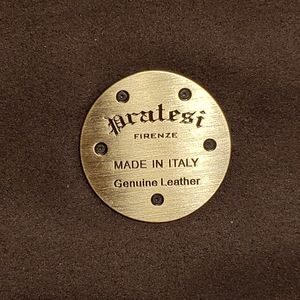 Pratesi
FIRENZE
MADE IN ITALY
Genuine Leather